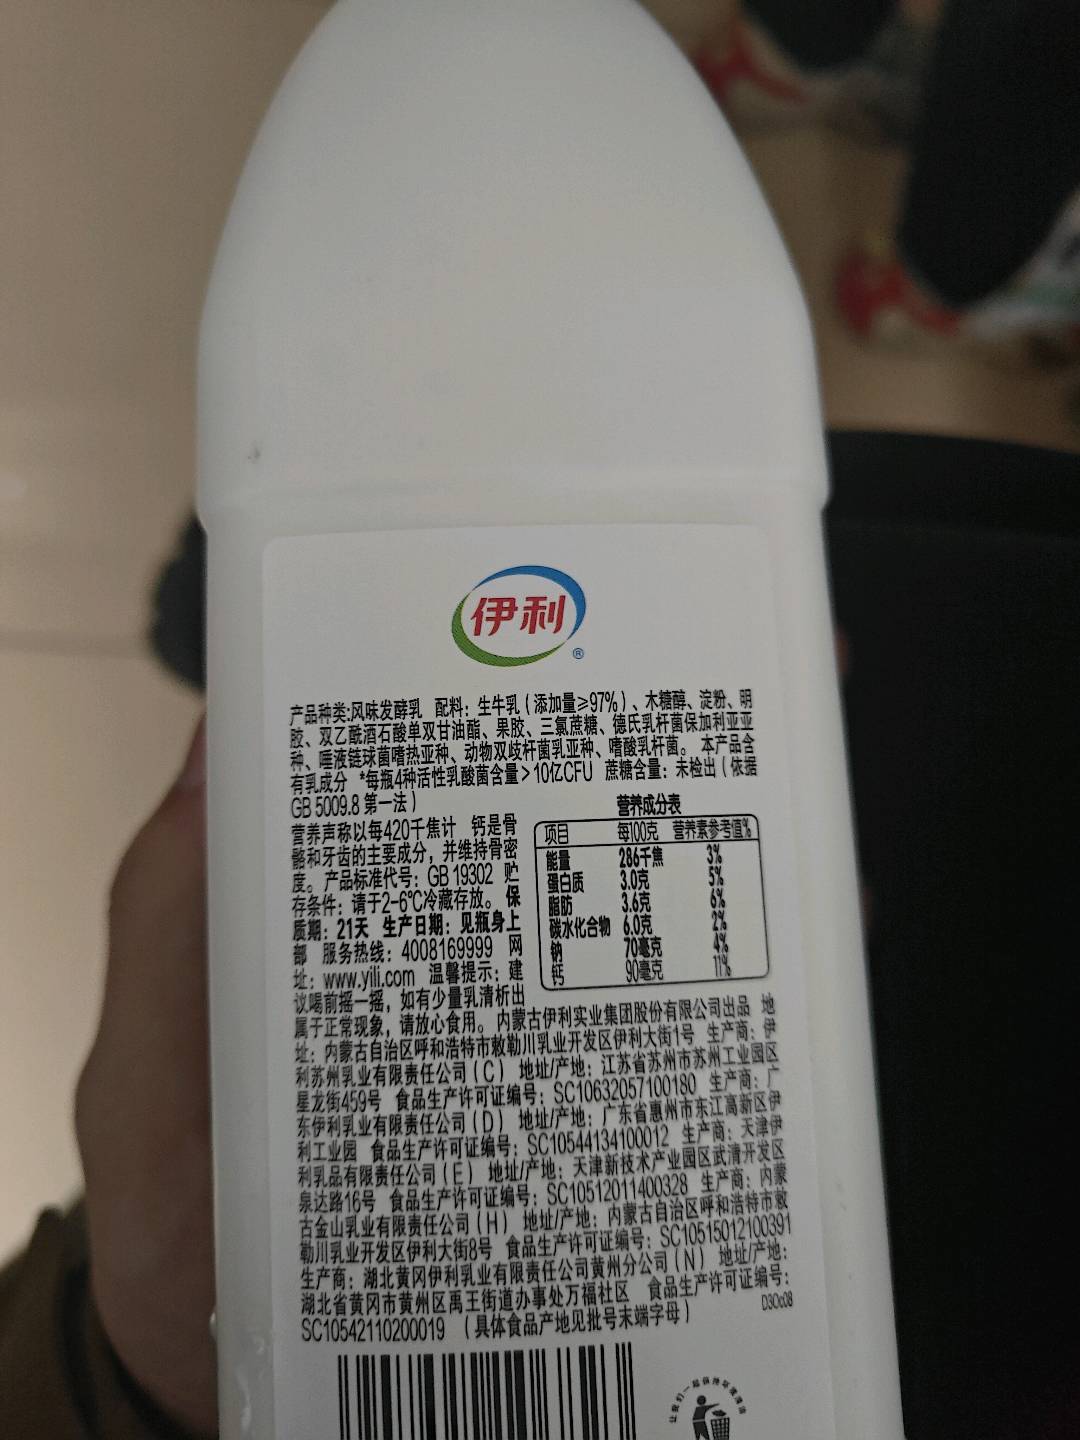 伊利
®
产品种类:风味发酵乳 配料：生牛乳（添加量≥97%）、木糖醇、淀粉、明
胶、双乙酰酒石酸单双甘油酯、果胶、三氯蔗糖、德氏乳杆菌保加利亚亚
种、唾液链球菌嗜热亚种、动物双歧杆菌乳亚种、嗜酸乳杆菌。 本产品含
有乳成分 *每瓶4种活性乳酸菌含量>10亿CFU 蔗糖含量：未检出（依据
GB 5009.8 第一法）
营养声称以每420千焦计 钙是骨
骼和牙齿的主要成分，并维持骨密
度。 产品标准代号：GB 19302 贮
存条件：请于2-6℃冷藏存放。 保
质期：21天 生产日期：见瓶身上
部 服务热线：4008169999 网
址：www.yili.com 温馨提示：建
议喝前摇一摇，如有少量乳清析出
营养成分表
项目 每100克 营养素参考值%
能量 286千焦 3%
蛋白质 3.0克 5%
脂肪 3.6克 6%
碳水化合物 6.0克 2%
钠 70毫克 4%
钙 90毫克 11%
属于正常现象，请放心食用。 内蒙古伊利实业集团股份有限公司出品 地
址：内蒙古自治区呼和浩特市敕勒川乳业开发区伊利大街1号 生产商：伊
利苏州乳业有限责任公司（C） 地址/产地：江苏省苏州市苏州工业园区
星龙街459号 食品生产许可证编号：SC10632057100180 生产商：广
东伊利乳业有限责任公司（D） 地址/产地：广东省惠州市东江高新区伊
利工业园 食品生产许可证编号：SC10544134100012 生产商：天津伊
利乳品有限责任公司（E） 地址/产地：天津新技术产业园区武清开发区
泉达路16号 食品生产许可证编号：SC10512011400328 生产商：内蒙
古金山乳业有限责任公司（H） 地址/产地：内蒙古自治区呼和浩特市敕
勒川乳业开发区伊利大街8号 食品生产许可证编号：SC10515012100391
生产商：湖北黄冈伊利乳业有限责任公司黄州分公司（N） 地址/产地：
湖北省黄冈市黄州区禹王街道办事处万福社区 食品生产许可证编号：
SC10542110200019 （具体食品产地见批号末端字母）